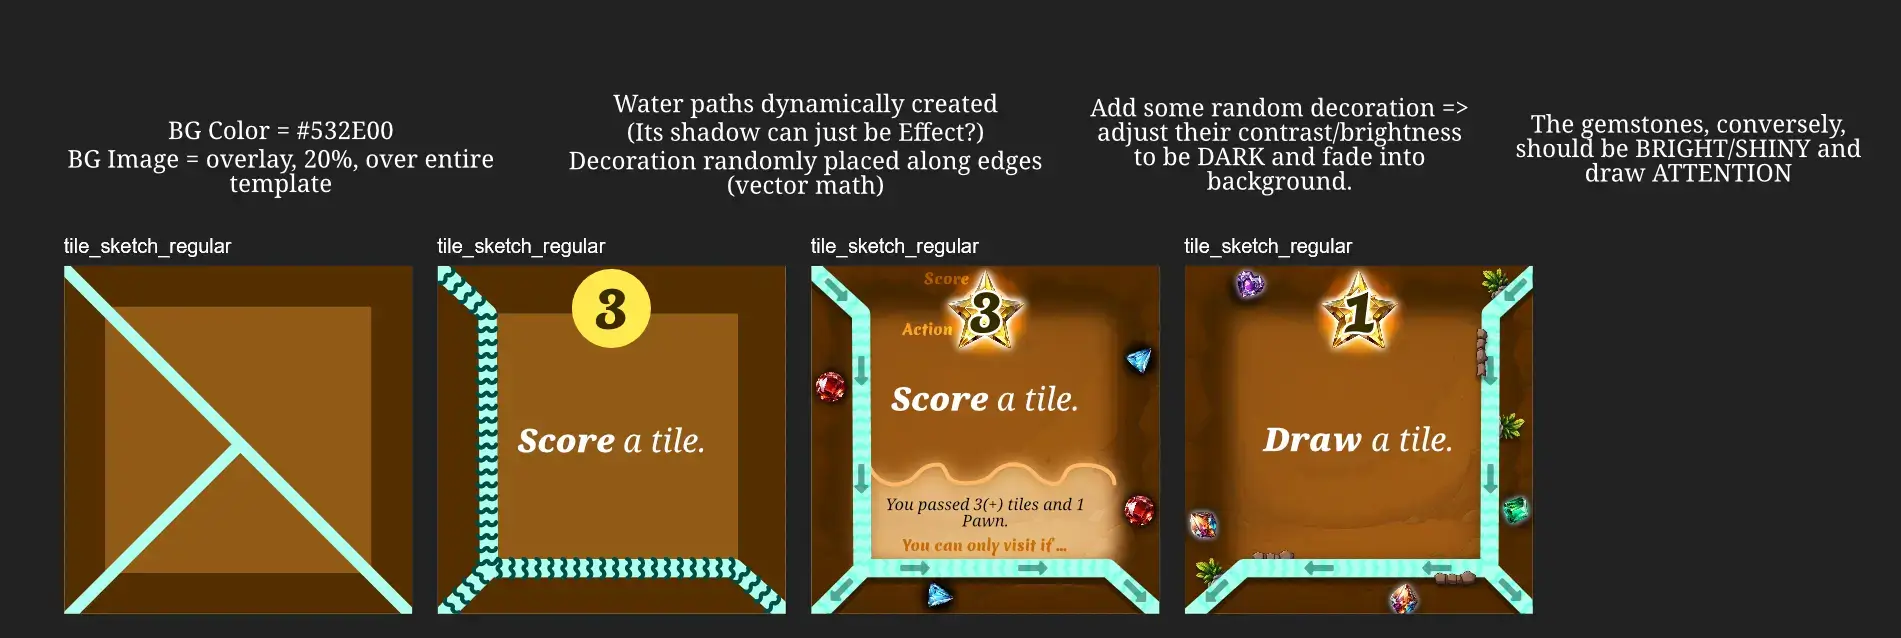 BG Color = #532E00
BG Image = overlay, 20%, over entire
template
Water paths dynamically created
(Its shadow can just be Effect?)
Decoration randomly placed along edges
(vector math)
Add some random decoration =>
adjust their contrast/brightness
to be DARK and fade into
background.
The gemstones, conversely,
should be BRIGHT/SHINY and
draw ATTENTION
tile_sketch_regular
tile_sketch_regular
3
Score a tile.
tile_sketch_regular
Score
3
Action
Score a tile.
You passed 3(+) tiles and 1
Pawn.
You can only visit if ...
tile_sketch_regular
1
Draw a tile.